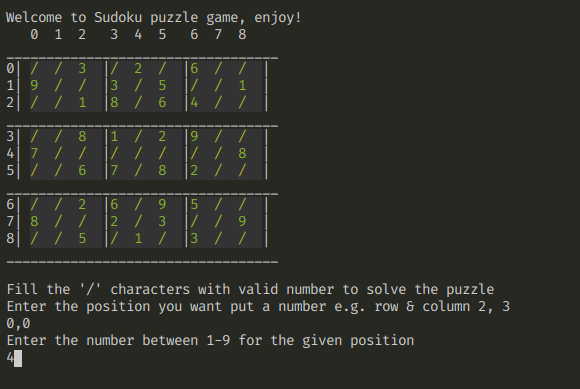 Welcome to Sudoku puzzle game, enjoy!
0 1 2 3 4 5 6 7 8
__________________________________
0| / / 3 |/ 2 / |6 / / |
1| 9 / / |3 / 5 |/ / 1 |
2| / / 1 |8 / 6 |4 / / |
__________________________________
3| / / 8 |1 / 2 |9 / / |
4| 7 / / |/ / / |/ / 8 |
5| / / 6 |7 / 8 |2 / / |
__________________________________
6| / / 2 |6 / 9 |5 / / |
7| 8 / / |2 / 3 |/ / 9 |
8| / / 5 |/ 1 / |3 / / |
__________________________________
Fill the '/' characters with valid number to solve the puzzle
Enter the position you want put a number e.g. row & column 2, 3
0,0
Enter the number between 1-9 for the given position
4